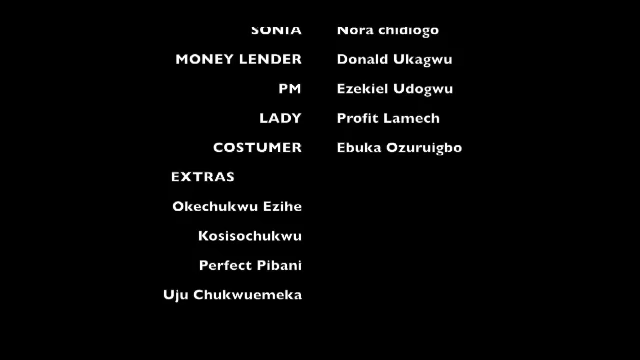 SONIA Nora chidiogo
MONEY LENDER Donald Ukagwu
PM Ezekiel Udogwu
LADY Profit Lamech
COSTUMER Ebuka Ozuruigbo
EXTRAS
Okechukwu Ezihe
Kosisochukwu
Perfect Pibani
Uju Chukwuemeka